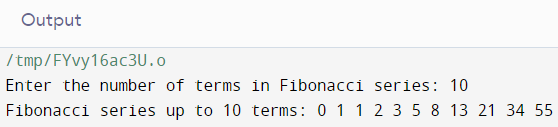 Output
/tmp/FYvy16ac3U.o
Enter the number of terms in Fibonacci series: 10
Fibonacci series up to 10 terms: 0 1 1 2 3 5 8 13 21 34 55